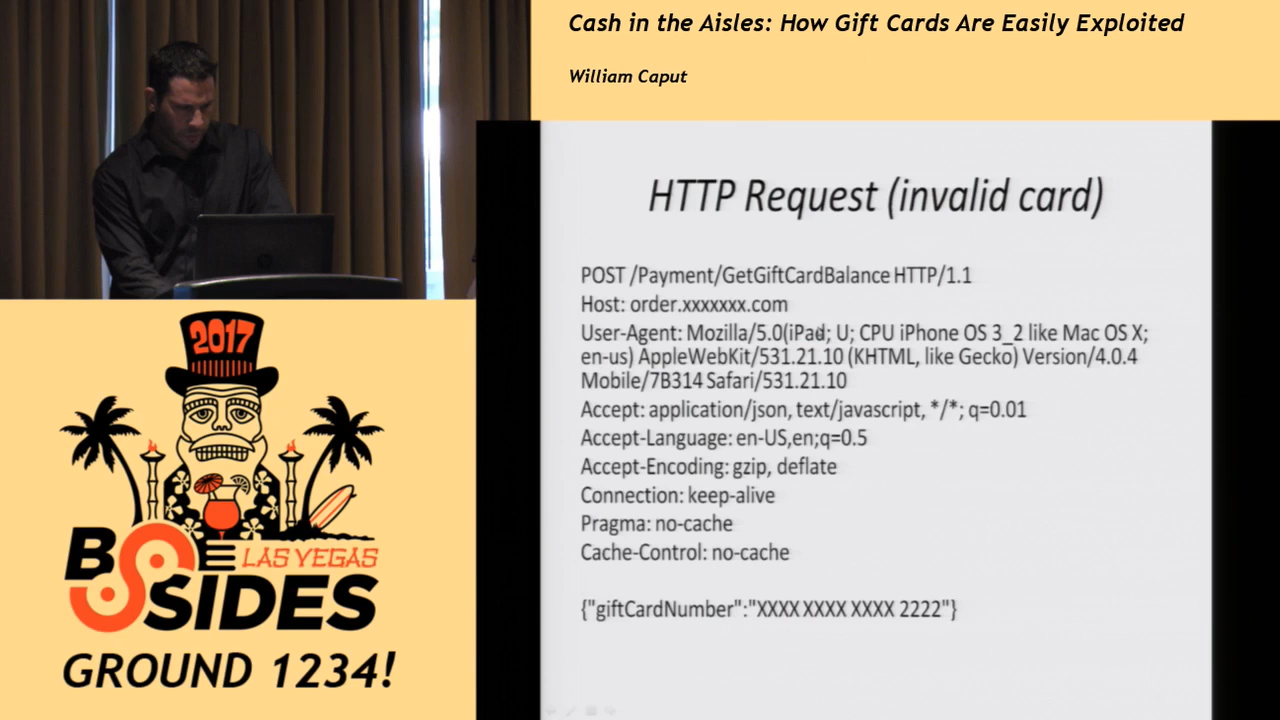 Cash in the Aisles: How Gift Cards Are Easily Exploited
William Caput
HTTP Request (invalid card)
POST /Payment/GetGiftCardBalance HTTP/1.1
Host: order.xxxxxxx.com
User-Agent: Mozilla/5.0(iPad; U; CPU iPhone OS 3_2 like Mac OS X;
en-us) AppleWebKit/531.21.10 (KHTML, like Gecko) Version/4.0.4
Mobile/7B314 Safari/531.21.10
Accept: application/json, text/javascript, */*; q=0.01
Accept-Language: en-US,en;q=0.5
Accept-Encoding: gzip, deflate
Connection: keep-alive
Pragma: no-cache
Cache-Control: no-cache
{"giftCardNumber":"XXXX XXXX XXXX 2222"}
2017
BSIDES
LAS VEGAS
GROUND 1234!